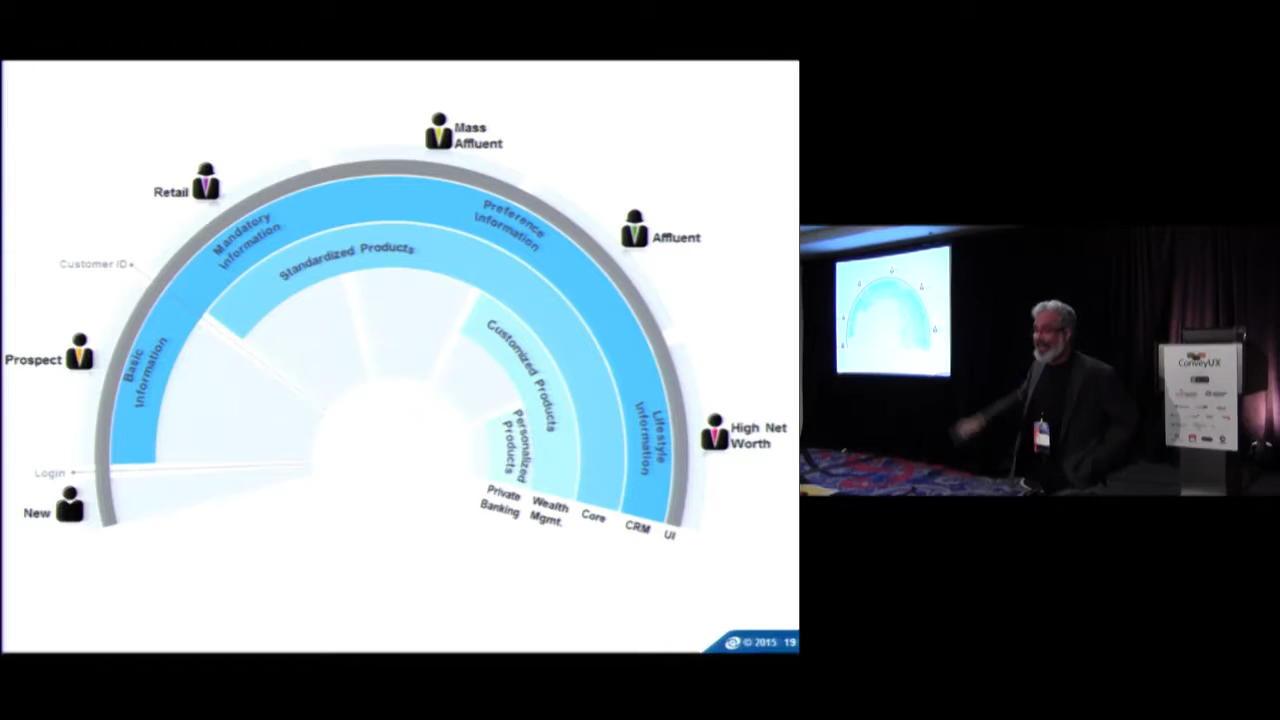 Mass
Affluent
Retail
Mandatory
Information
Preference
Information
Affluent
Standardized Products
Customer ID
Prospect
Basic
Information
Customized Products
Lifestyle
Information
Personalized
Products
High Net
Worth
Login
New
Private
Banking
Wealth
Mgmt.
Core
CRM
UI
© 2015 19
ConveyUX